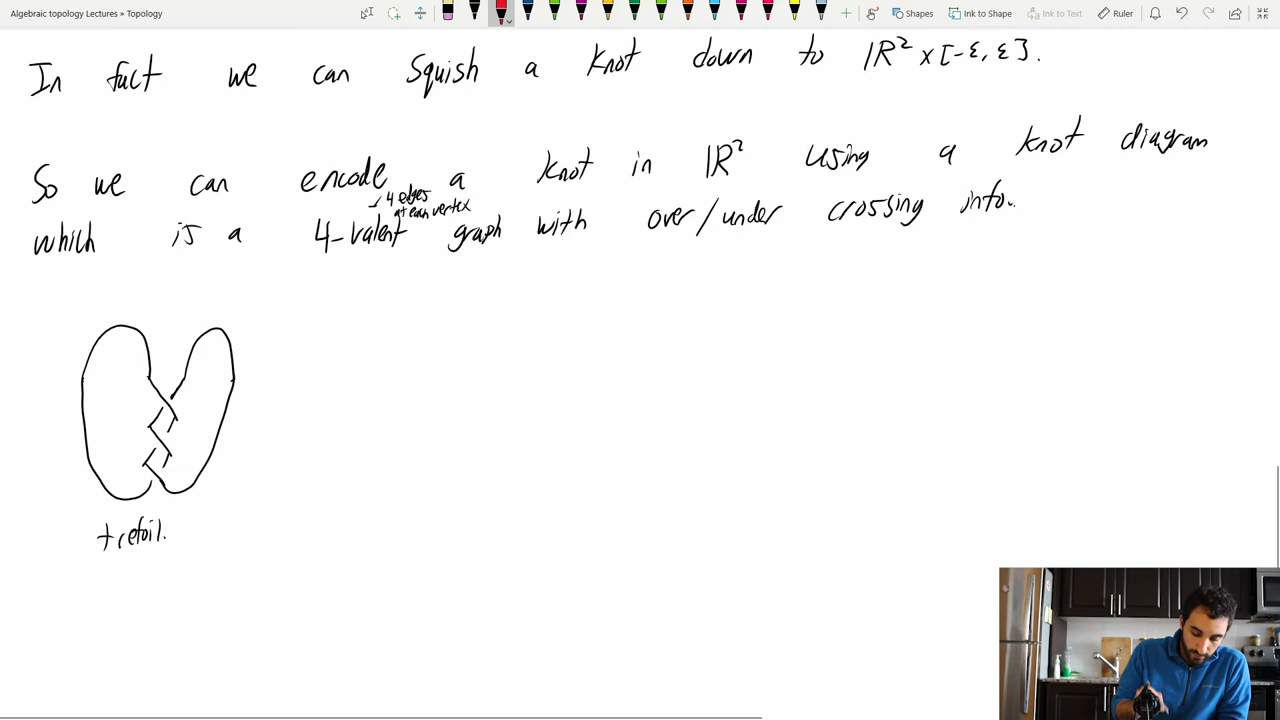 Algebraic topology Lectures – Topology
Shapes
Ink to Shape
Ink to Text
Ruler
In fact we can squish a knot down to ℝ² × [-ε, ε].
So we can encode a knot in ℝ² using a knot diagram
4 edges
at each vertex
which is a 4-valent graph with over/under crossing info.
trefoil.